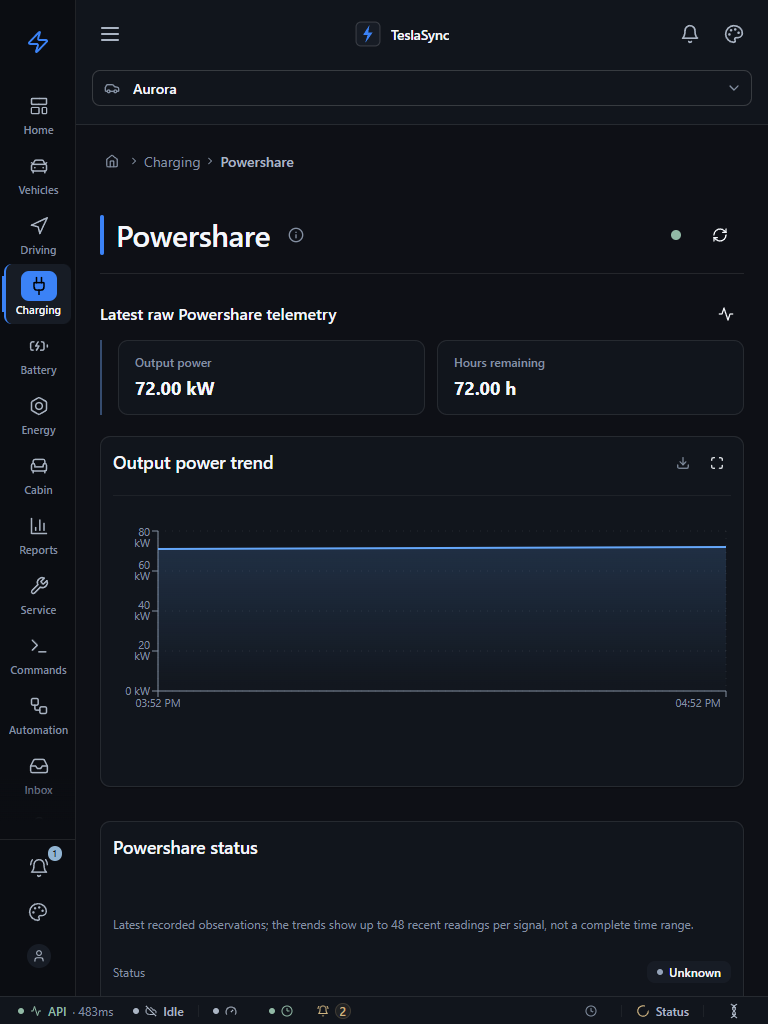 TeslaSync
Aurora
Home
Vehicles
Driving
Charging
Battery
Energy
Cabin
Reports
Service
Commands
Automation
Inbox
1
Charging
Powershare
Powershare
Latest raw Powershare telemetry
Output power
72.00 kW
Hours remaining
72.00 h
Output power trend
80
kW
60
kW
40
kW
20
kW
0 kW
03:52 PM
04:52 PM
Powershare status
Latest recorded observations; the trends show up to 48 recent readings per signal, not a complete time range.
Status
Unknown
API · 483ms
Idle
2
Status